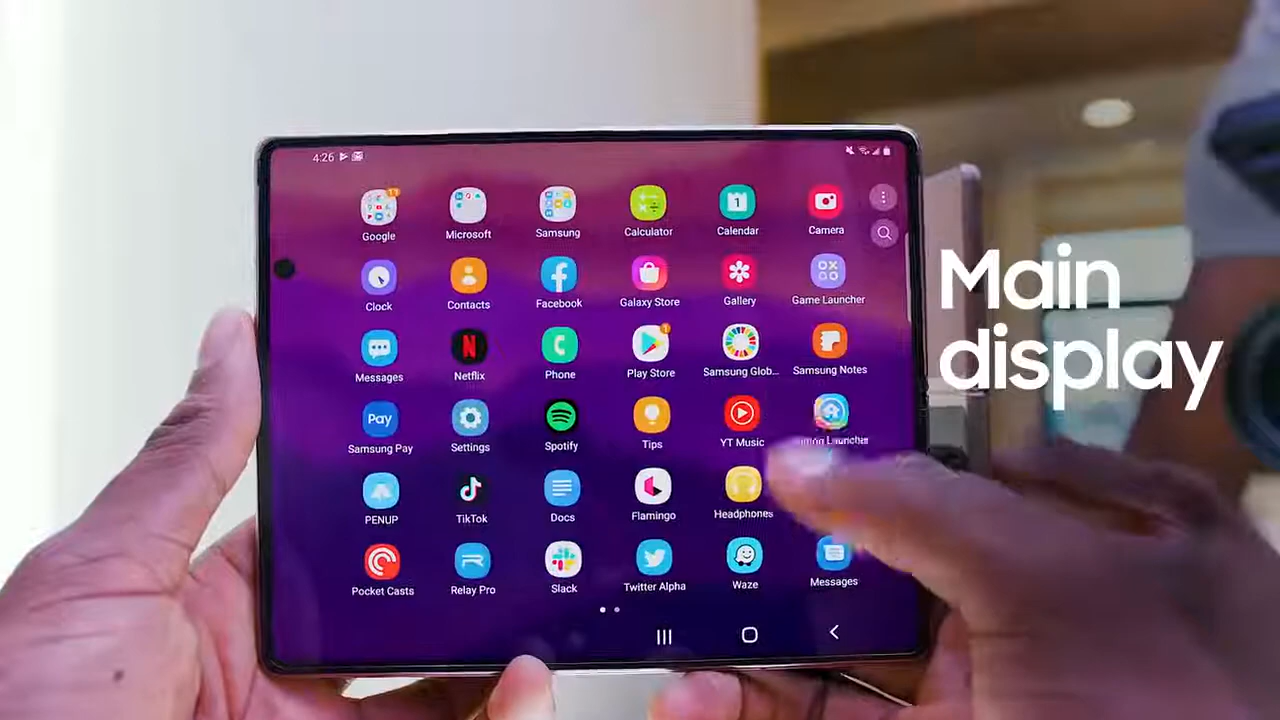 4:26
Google
Microsoft
Samsung
Calculator
Calendar
Camera
Clock
Contacts
Facebook
Galaxy Store
Gallery
Game Launcher
Messages
Netflix
Phone
Play Store
Samsung Glob...
Samsung Notes
Pay
Samsung Pay
Settings
Spotify
Tips
YT Music
Launcher
PENUP
TikTok
Docs
Flamingo
Headphones
Pocket Casts
Relay Pro
Slack
Twitter Alpha
Waze
Messages
Main
display